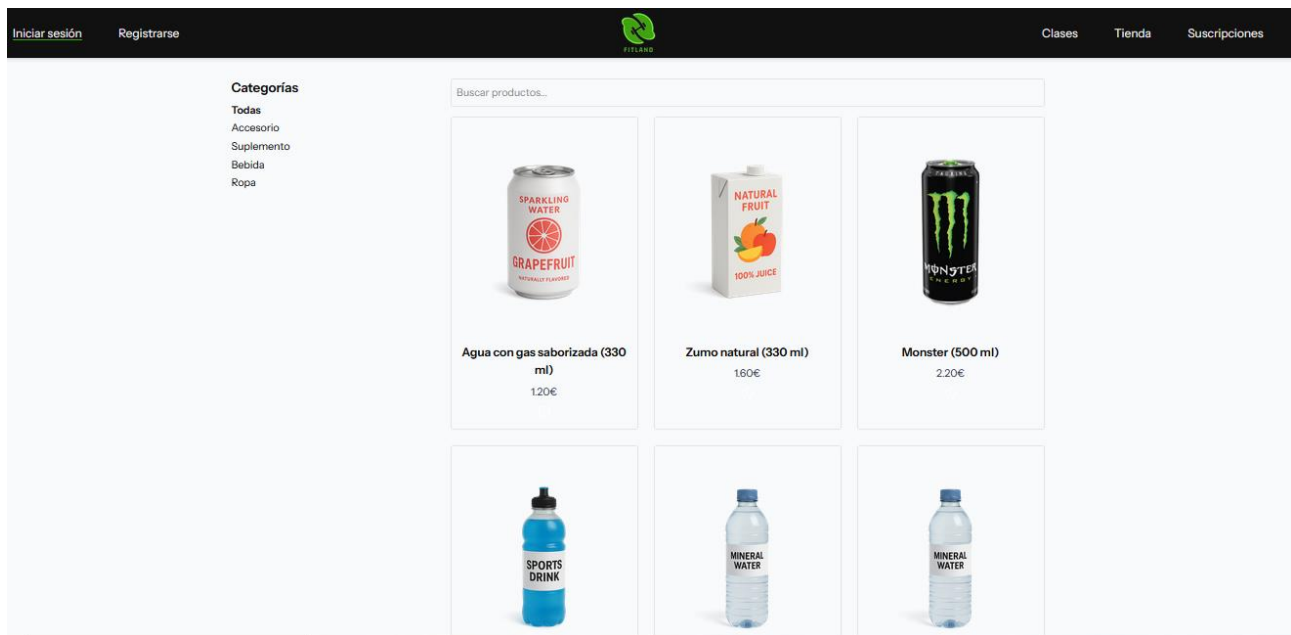 Iniciar sesión
Registrarse
FITLAND
Clases
Tienda
Suscripciones
Categorías
Todas
Accesorio
Suplemento
Bebida
Ropa
Buscar productos...
SPARKLING
WATER
GRAPEFRUIT
NATURALLY FLAVORED
Agua con gas saborizada (330
ml)
1.20€
NATURAL
FRUIT
100% JUICE
Zumo natural (330 ml)
1.60€
MONSTER
ENERGY
Monster (500 ml)
2.20€
SPORTS
DRINK
MINERAL
WATER
MINERAL
WATER